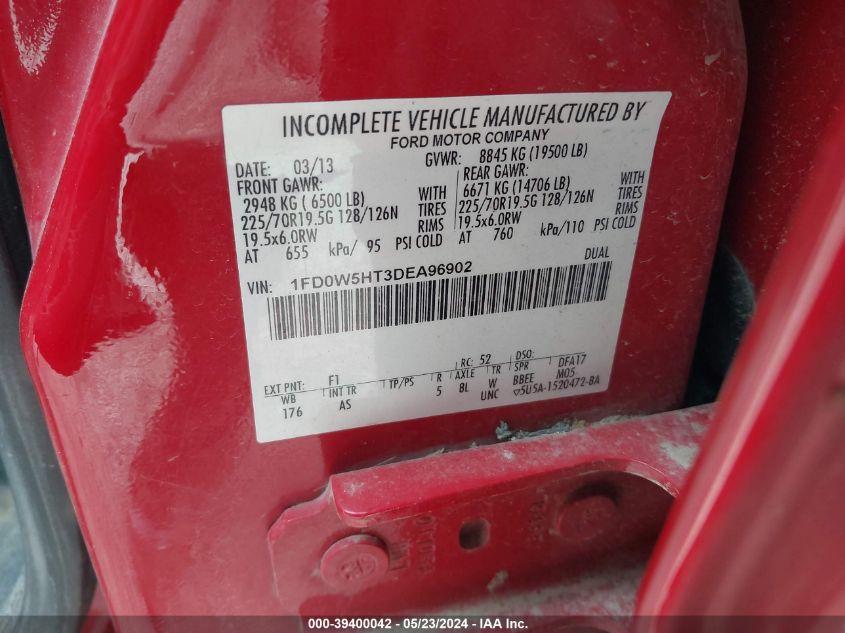 INCOMPLETE VEHICLE MANUFACTURED BY
FORD MOTOR COMPANY
DATE: 03/13 GVWR: 8845 KG (19500 LB)
FRONT GAWR: REAR GAWR:
2948 KG ( 6500 LB) WITH 6671 KG (14706 LB) WITH
225/70R19.5G 128/126N TIRES 225/70R19.5G 128/126N TIRES
19.5x6.0RW RIMS 19.5x6.0RW RIMS
AT 655 kPa/ 95 PSI COLD AT 760 kPa/110 PSI COLD
VIN: 1FD0W5HT3DEA96902 DUAL
EXT PNT: F1 RC: 52 DSO:
WB INT TR TP/PS R AXLE TR SPR DFA17
176 AS 5 BL W BBEE M05
UNC 5U5A-1520472-BA
000-39400042 - 05/23/2024 - IAA Inc.